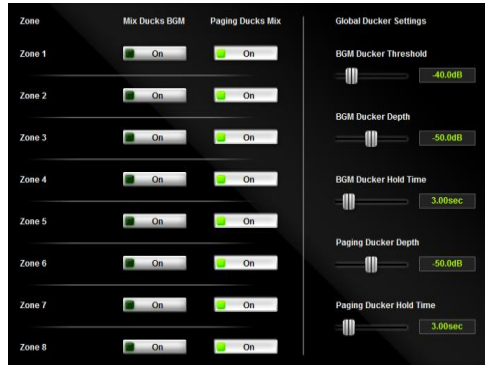 Zone Mix Ducks BGM Paging Ducks Mix
Zone 1 On On
Zone 2 On On
Zone 3 On On
Zone 4 On On
Zone 5 On On
Zone 6 On On
Zone 7 On On
Zone 8 On On
Global Ducker Settings
BGM Ducker Threshold
-40.0dB
BGM Ducker Depth
-50.0dB
BGM Ducker Hold Time
3.00sec
Paging Ducker Depth
-50.0dB
Paging Ducker Hold Time
3.00sec